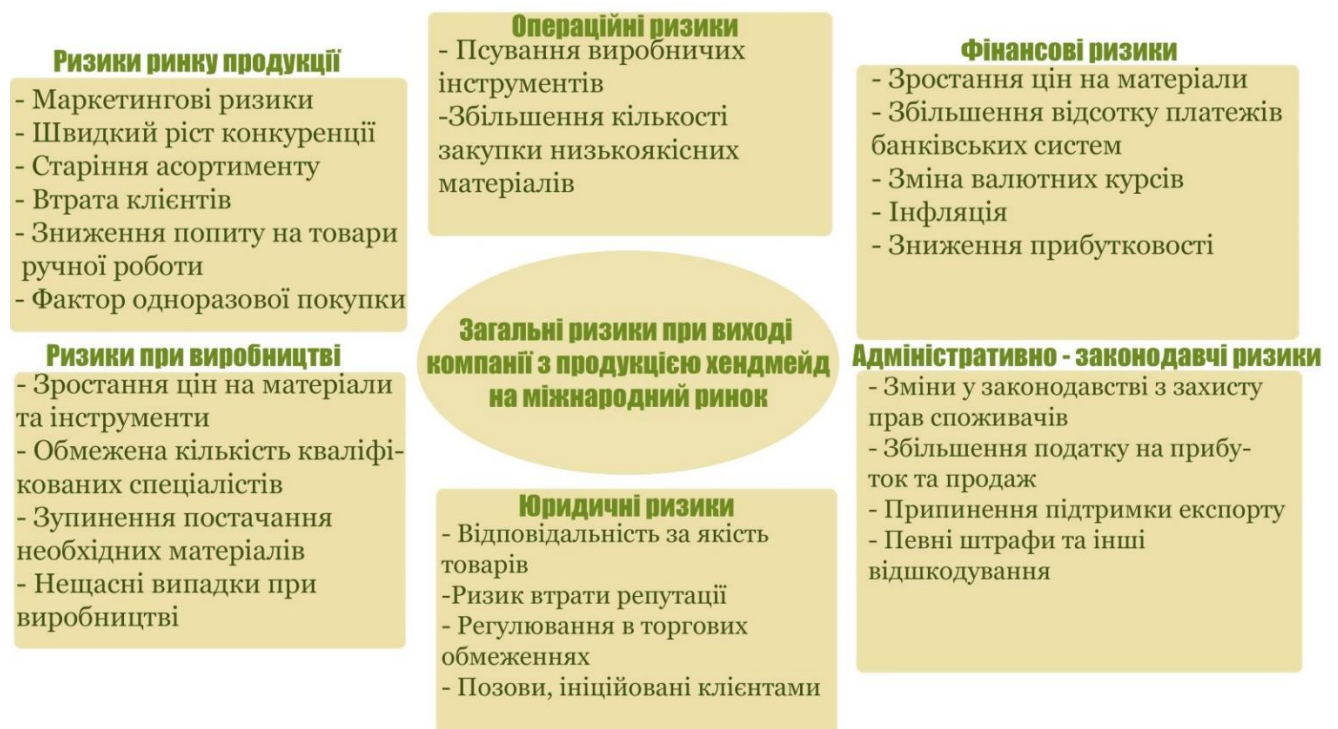 Ризики ринку продукції
- Маркетингові ризики
- Швидкий ріст конкуренції
- Старіння асортименту
- Втрата клієнтів
- Зниження попиту на товари
ручної роботи
- Фактор одноразової покупки
Операційні ризики
- Псування виробничих
інструментів
-Збільшення кількості
закупки низькоякісних
матеріалів
Фінансові ризики
- Зростання цін на матеріали
- Збільшення відсотку платежів
банківських систем
- Зміна валютних курсів
- Інфляція
- Зниження прибутковості
Загальні ризики при виході
компанії з продукцією хендмейд
на міжнародний ринок
Ризики при виробництві
- Зростання цін на матеріали
та інструменти
- Обмежена кількість кваліфі-
кованих спеціалістів
- Зупинення постачання
необхідних матеріалів
- Нещасні випадки при
виробництві
Юридичні ризики
- Відповідальність за якість
товарів
-Ризик втрати репутації
- Регулювання в торгових
обмеженнях
- Позови, ініційовані клієнтами
Адміністративно - законодавчі ризики
- Зміни у законодавстві з захисту
прав споживачів
- Збільшення податку на прибу-
ток та продаж
- Припинення підтримки експорту
- Певні штрафи та інші
відшкодування